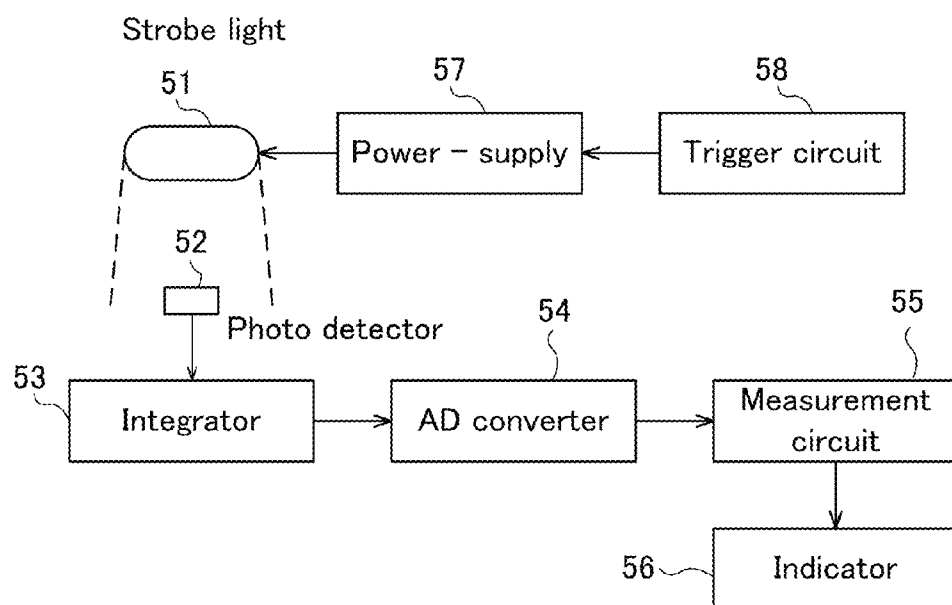 Strobe light
51
57
58
Power - supply
Trigger circuit
52
Photo detector
54
55
53
Integrator
AD converter
Measurement
circuit
56
Indicator